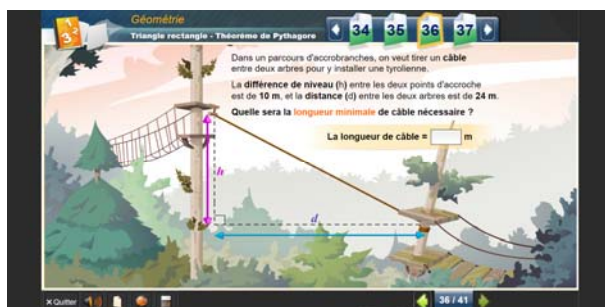 Géométrie
Triangle rectangle - Théorème de Pythagore
34 35 36 37
Dans un parcours d'accrobranches, on veut tirer un câble
entre deux arbres pour y installer une tyrolienne.
La différence de niveau (h) entre les deux points d'accroche
est de 10 m, et la distance (d) entre les deux arbres est de 24 m.
Quelle sera la longueur minimale de câble nécessaire ?
La longueur de câble = m
h
d
X Quitter
36 / 41